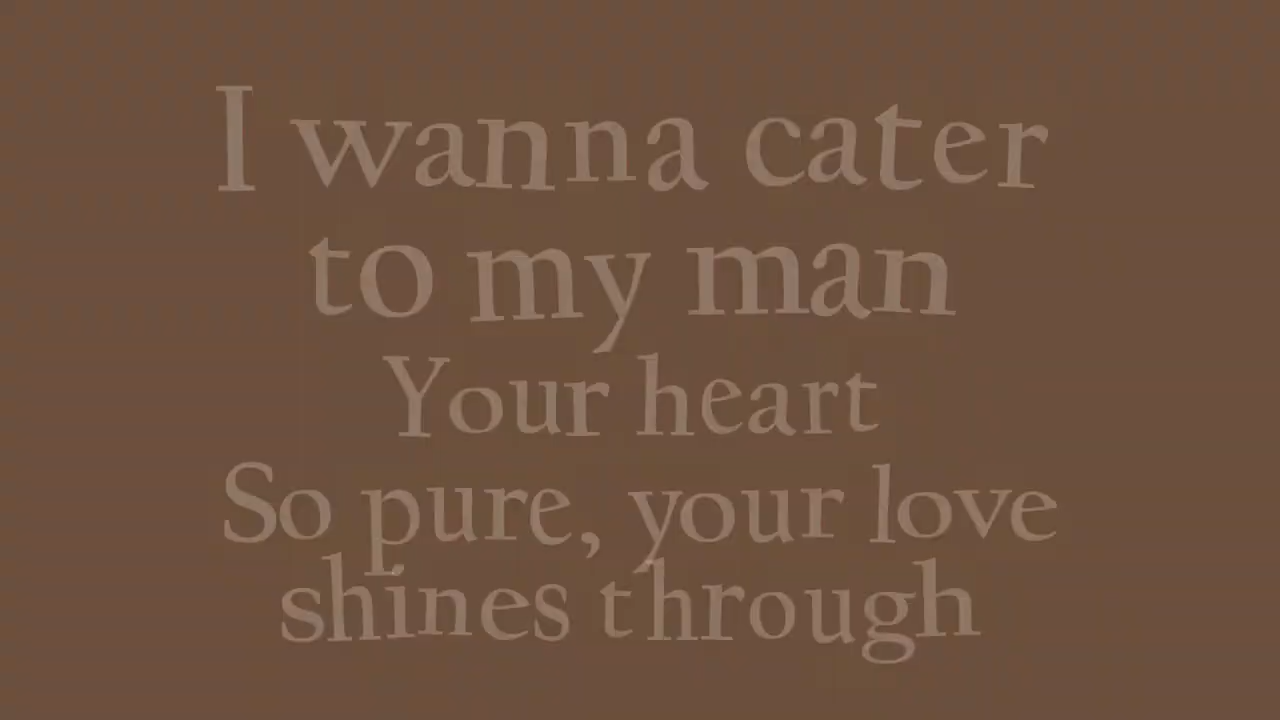 I wanna cater
to my man
Your heart
So pure, your love
shines through